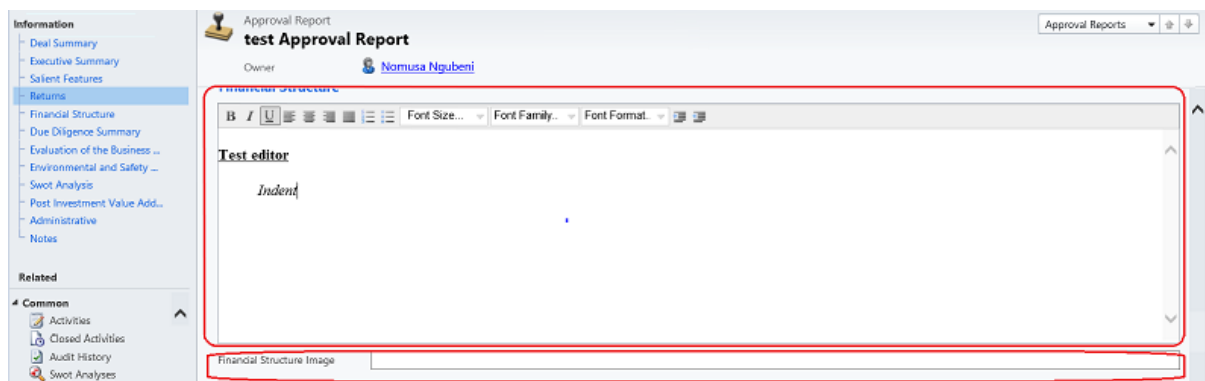 Information
Deal Summary
Executive Summary
Salient Features
Returns
Financial Structure
Due Diligence Summary
Evaluation of the Business ...
Environmental and Safety ...
Swot Analysis
Post Investment Value Add...
Administrative
Notes
Related
Common
Activities
Closed Activities
Audit History
Swot Analyses
Approval Report
test Approval Report
Approval Reports
Owner
Nomusa Ngubeni
Financial Structure
B I U Font Size... Font Family.. Font Format.
Test editor
Indent
Financial Structure Image